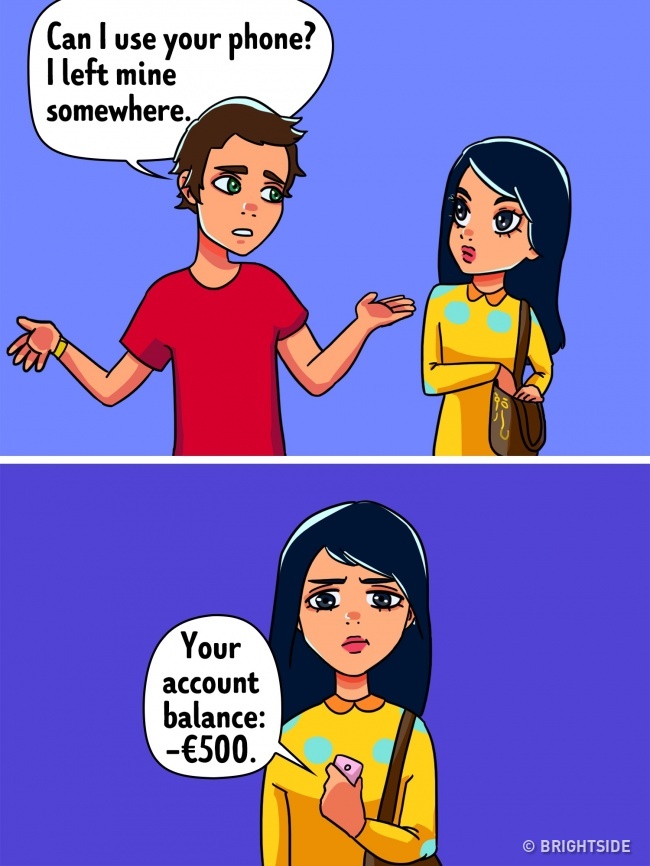 Can I use your phone?
I left mine
somewhere.
Your
account
balance:
-€500.
© BRIGHTSIDE